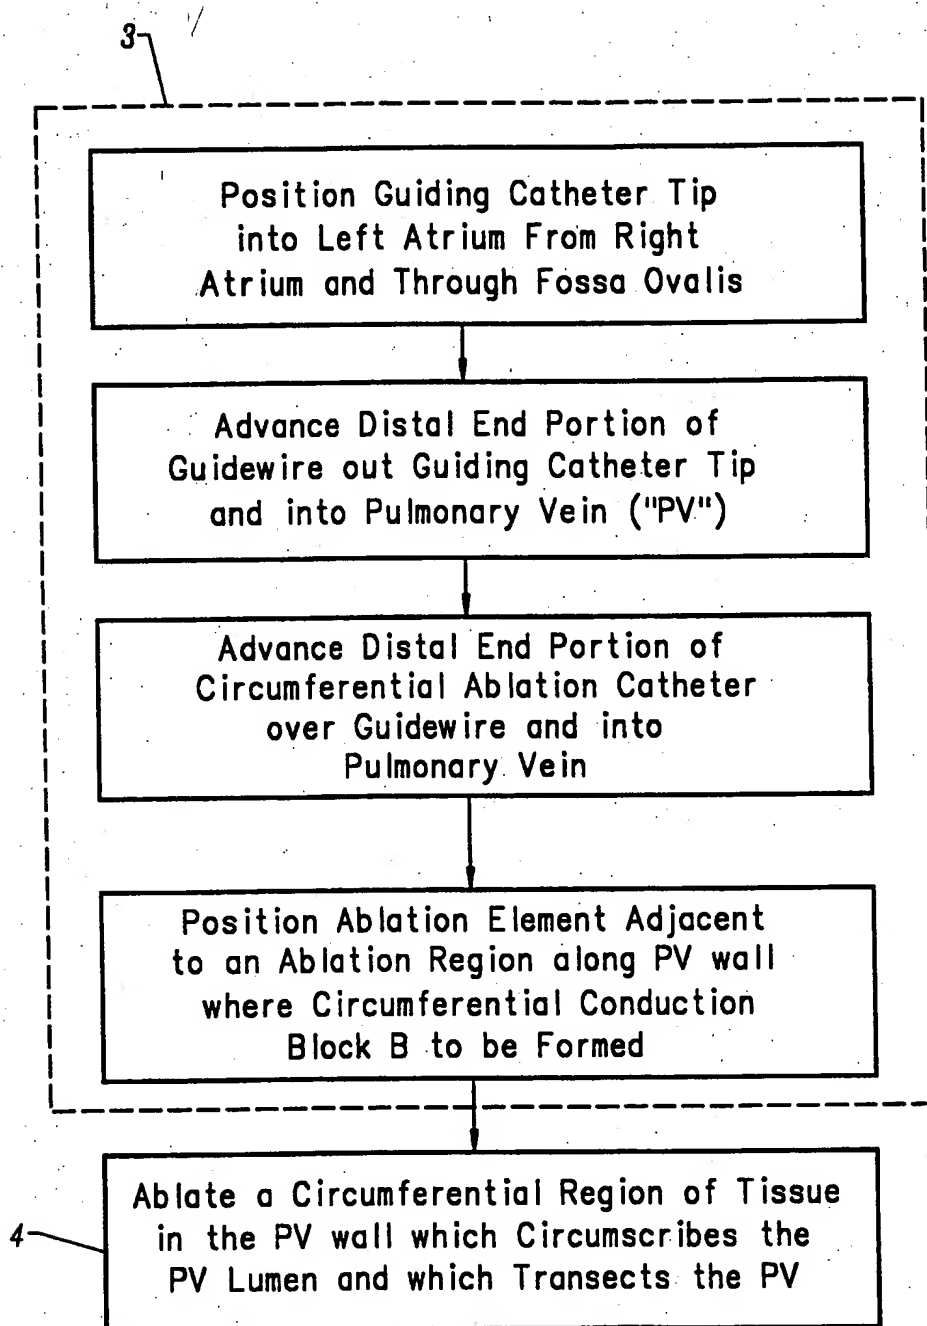 3
Position Guiding Catheter Tip
into Left Atrium From Right
Atrium and Through Fossa Ovalis
Advance Distal End Portion of
Guidewire out Guiding Catheter Tip
and into Pulmonary Vein ("PV")
Advance Distal End Portion of
Circumferential Ablation Catheter
over Guidewire and into
Pulmonary Vein
Position Ablation Element Adjacent
to an Ablation Region along PV wall
where Circumferential Conduction
Block B to be Formed
4
Ablate a Circumferential Region of Tissue
in the PV wall which Circumscribes the
PV Lumen and which Transects the PV